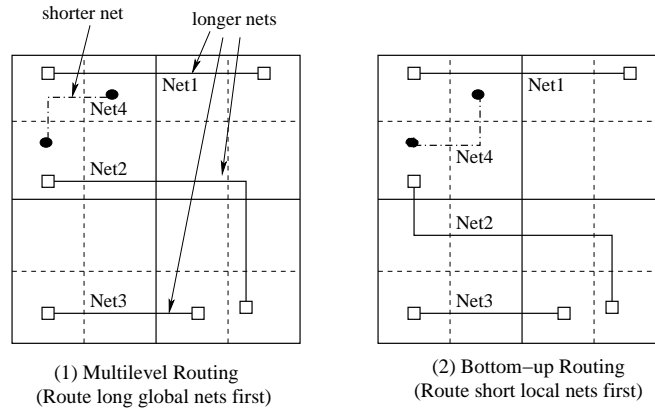 shorter net
longer nets
Net1
Net4
Net2
Net3
(1) Multilevel Routing
(Route long global nets first)
Net1
Net4
Net2
Net3
(2) Bottom−up Routing
(Route short local nets first)